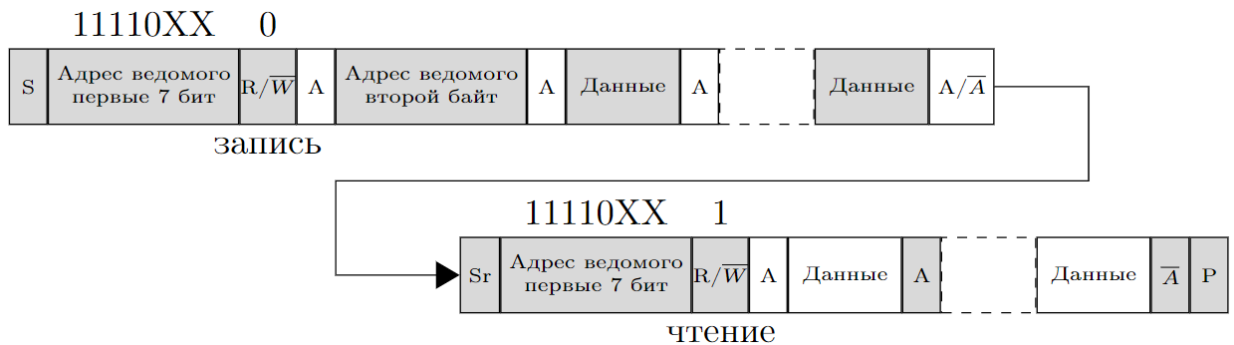 11110XX 0
S Адрес ведомого первые 7 бит R/W̅ A Адрес ведомого второй байт A Данные A Данные A/A̅
запись
11110XX 1
Sr Адрес ведомого первые 7 бит R/W̅ A Данные A Данные A̅ P
чтение